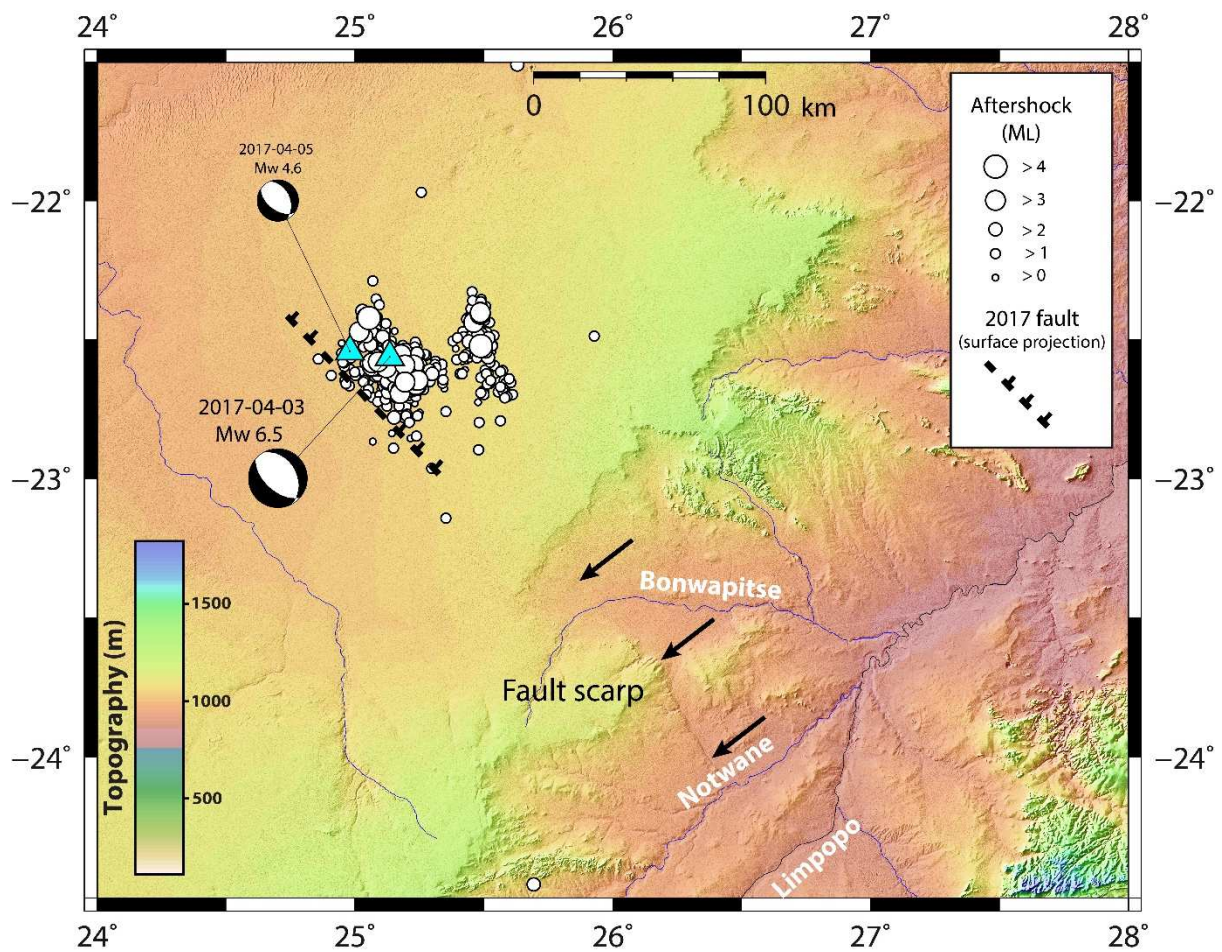 24° 25° 26° 27° 28°
0 100 km
Aftershock
(ML)
> 4
> 3
> 2
> 1
> 0
2017 fault
(surface projection)
2017-04-05
Mw 4.6
−22° −22°
2017-04-03
Mw 6.5
−23° −23°
Bonwapitse
Fault scarp
Notwane
Limpopo
Topography (m)
1500
1000
500
−24° −24°
24° 25° 26° 27° 28°